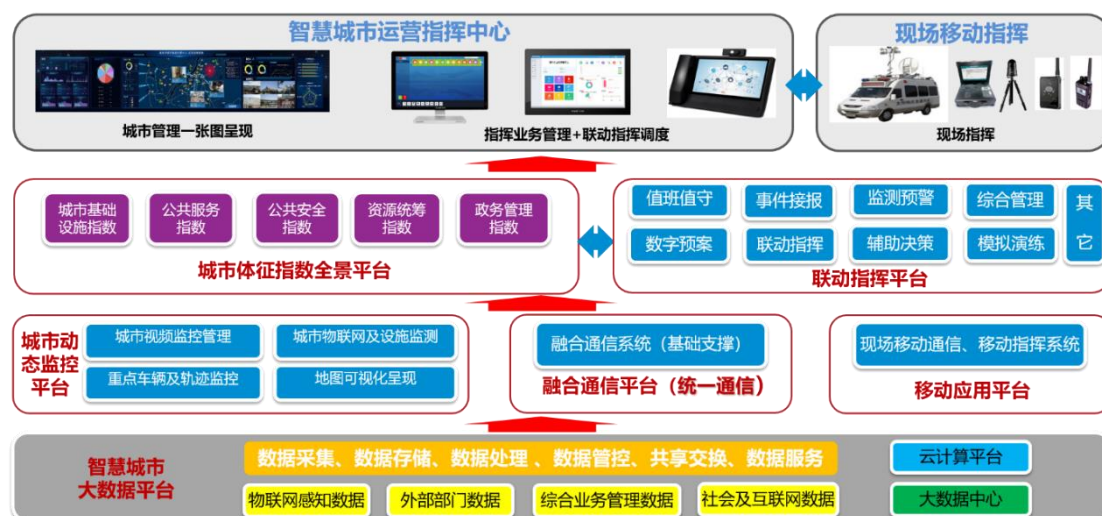 智慧城市运营指挥中心
现场移动指挥
城市管理一张图呈现
指挥业务管理+联动指挥调度
现场指挥
城市基础
设施指数
公共服务
指数
公共安全
指数
资源统筹
指数
政务管理
指数
城市体征指数全景平台
值班值守
事件接报
监测预警
综合管理
数字预案
联动指挥
辅助决策
模拟演练
其
它
联动指挥平台
城市动
态监控
平台
城市视频监控管理
城市物联网及设施监测
重点车辆及轨迹监控
地图可视化呈现
融合通信系统（基础支撑）
融合通信平台（统一通信）
现场移动通信、移动指挥系统
移动应用平台
智慧城市
大数据平台
数据采集、数据存储、数据处理 、数据管控、共享交换、数据服务
物联网感知数据
外部部门数据
综合业务管理数据
社会及互联网数据
云计算平台
大数据中心